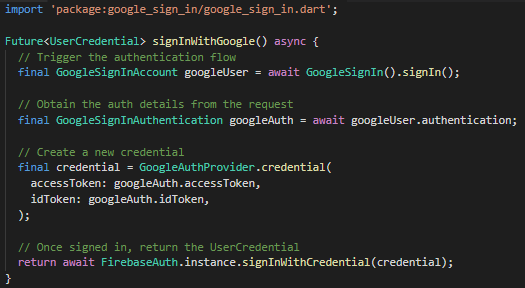 import 'package:google_sign_in/google_sign_in.dart';
Future<UserCredential> signInWithGoogle() async {
// Trigger the authentication flow
final GoogleSignInAccount googleUser = await GoogleSignIn().signIn();
// Obtain the auth details from the request
final GoogleSignInAuthentication googleAuth = await googleUser.authentication;
// Create a new credential
final credential = GoogleAuthProvider.credential(
accessToken: googleAuth.accessToken,
idToken: googleAuth.idToken,
);
// Once signed in, return the UserCredential
return await FirebaseAuth.instance.signInWithCredential(credential);
}